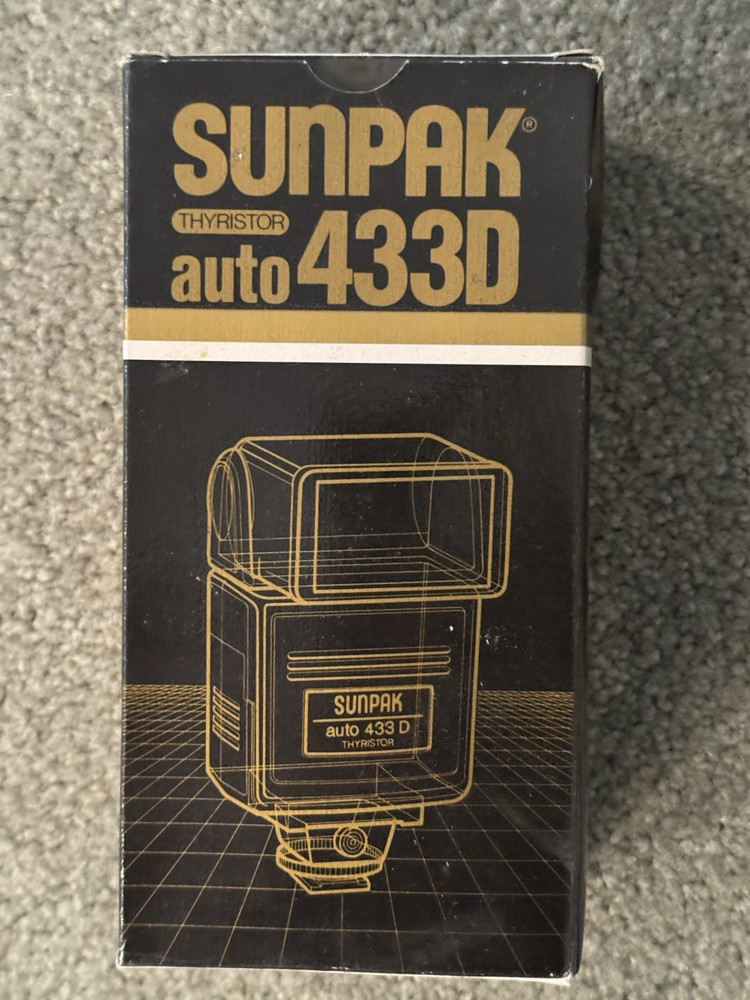 SUNPAK®
THYRISTOR
auto 433D
SUNPAK
auto 433 D
THYRISTOR